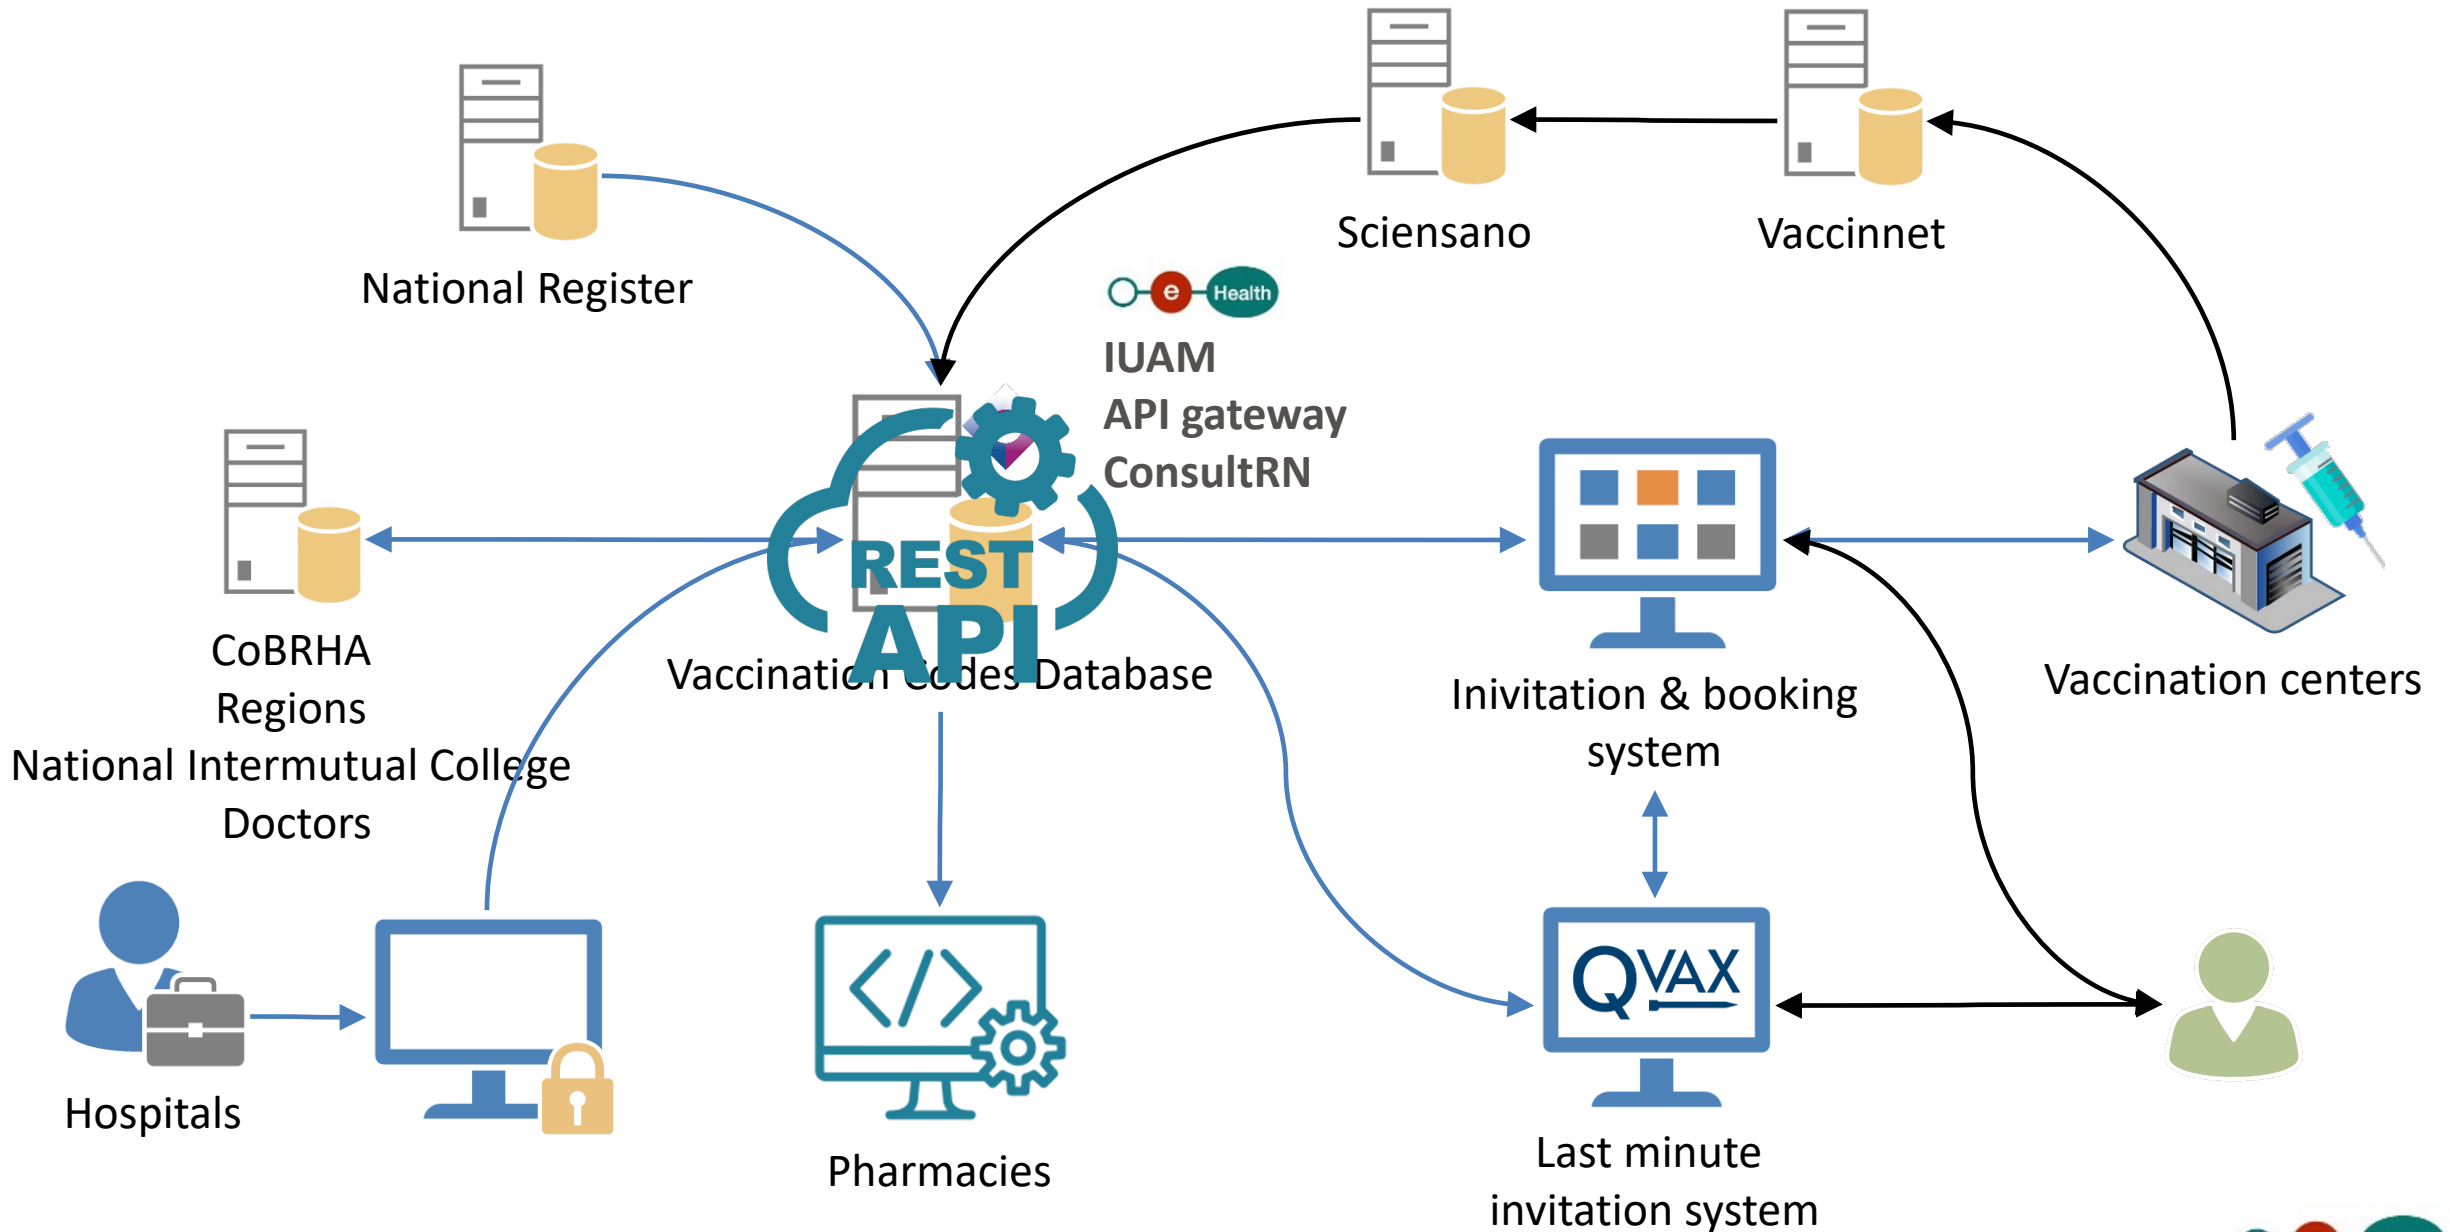 Sciensano
Vaccinnet
National Register
e Health
IUAM
API gateway
ConsultRN
REST
API
Vaccination Codes Database
CoBRHA
Regions
National Intermutual College
Doctors
Inivitation & booking
system
Vaccination centers
</>
QVAX
Hospitals
Pharmacies
Last minute
invitation system